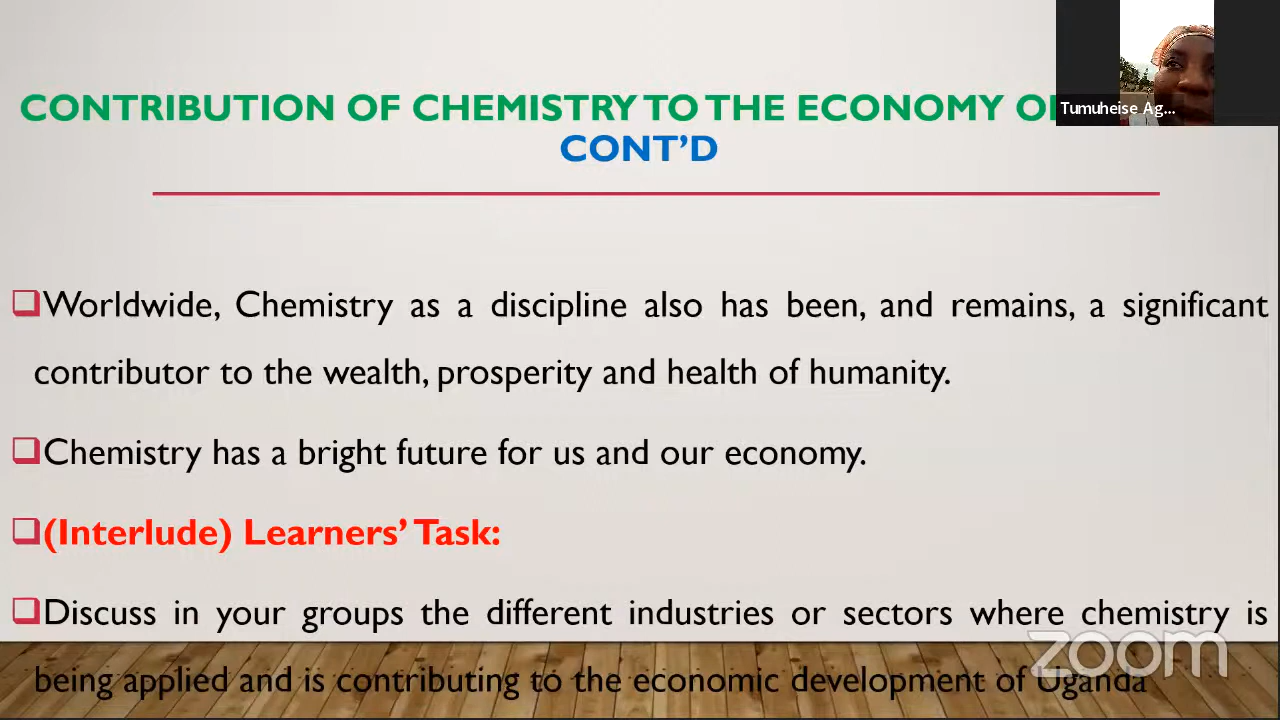 CONTRIBUTION OF CHEMISTRY TO THE ECONOMY
CONT’D
Tumuheise Ag...
Worldwide, Chemistry as a discipline also has been, and remains, a significant
contributor to the wealth, prosperity and health of humanity.
Chemistry has a bright future for us and our economy.
(Interlude) Learners’ Task:
Discuss in your groups the different industries or sectors where chemistry is
being applied and is contributing to the economic development of Uganda
zoom